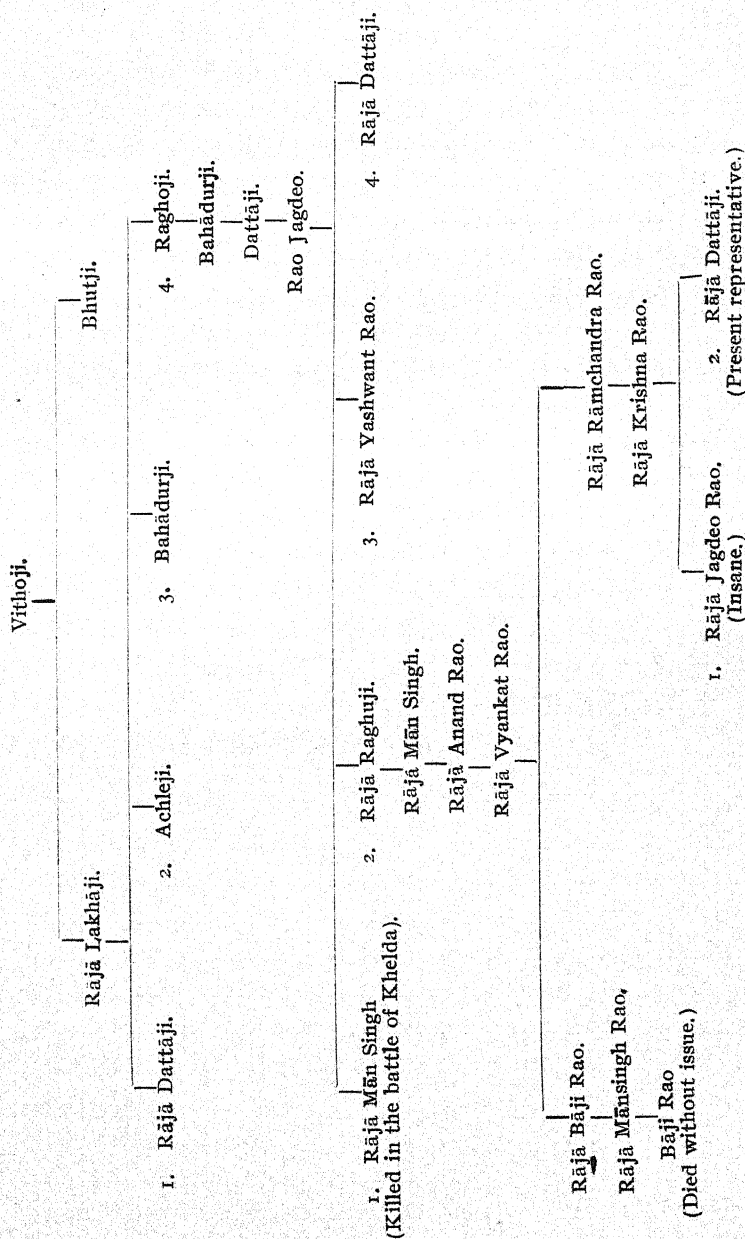 Vithoji.
Rājā Lakhāji.
Bhutji.
1. Rājā Dattāji.
2. Achleji.
3. Bahādurji.
4. Raghoji.
Bahādurji.
Dattāji.
Rao Jagdeo.
1. Rājā Mān Singh
(Killed in the battle of Khelda).
2. Rājā Raghuji.
3. Rājā Yashwant Rao.
4. Rājā Dattāji.
Rājá Mān Singh.
Rājā Anand Rao.
Rājā Vyankat Rao.
Rājā Bāji Rao.
Rājā Mānsingh Rao.
Bāji Rao
(Died without issue.)
Rājā Rāmchandra Rao.
Rājā Krishna Rao.
1. Rājā Jagdeo Rao.
(Insane.)
2. Rājā Dattāji.
(Present representative.)